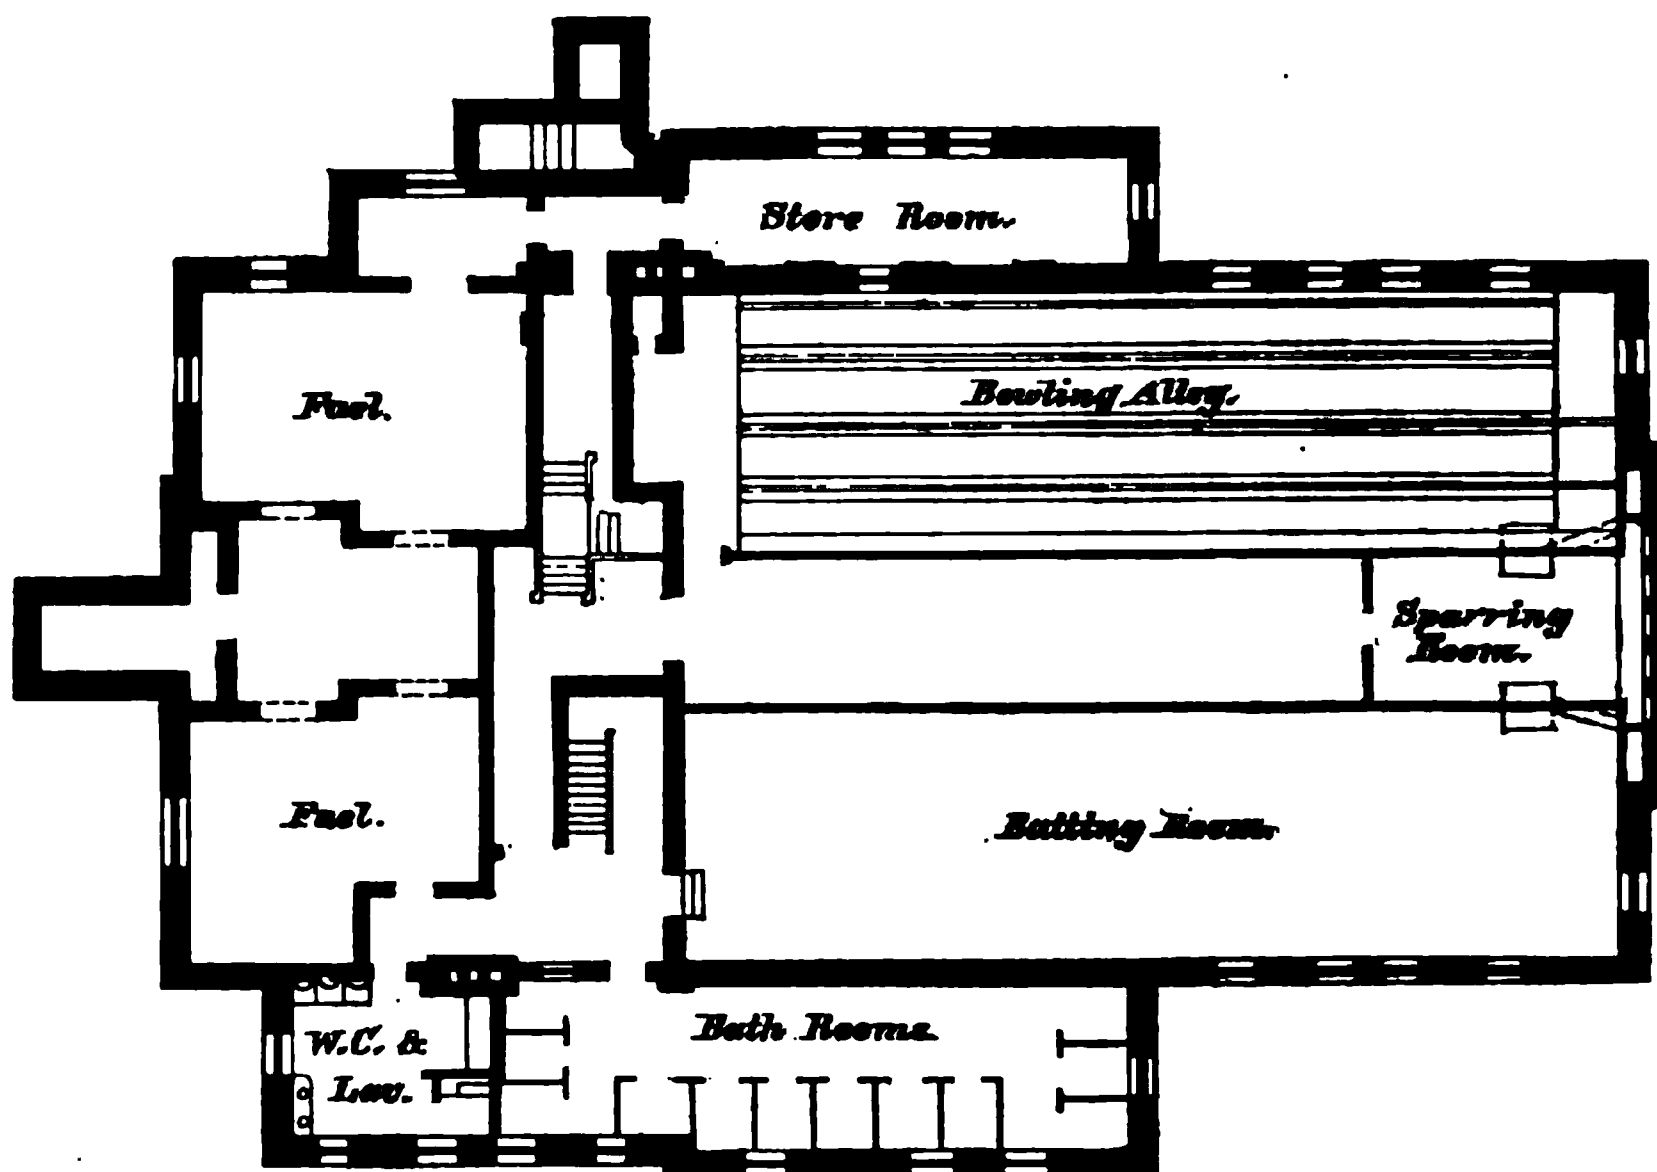 Store Room.
Bowling Alley.
Fuel.
Sparring
Room.
Fuel.
Batting Room.
Bath Rooms.
W.C. &
Lav.